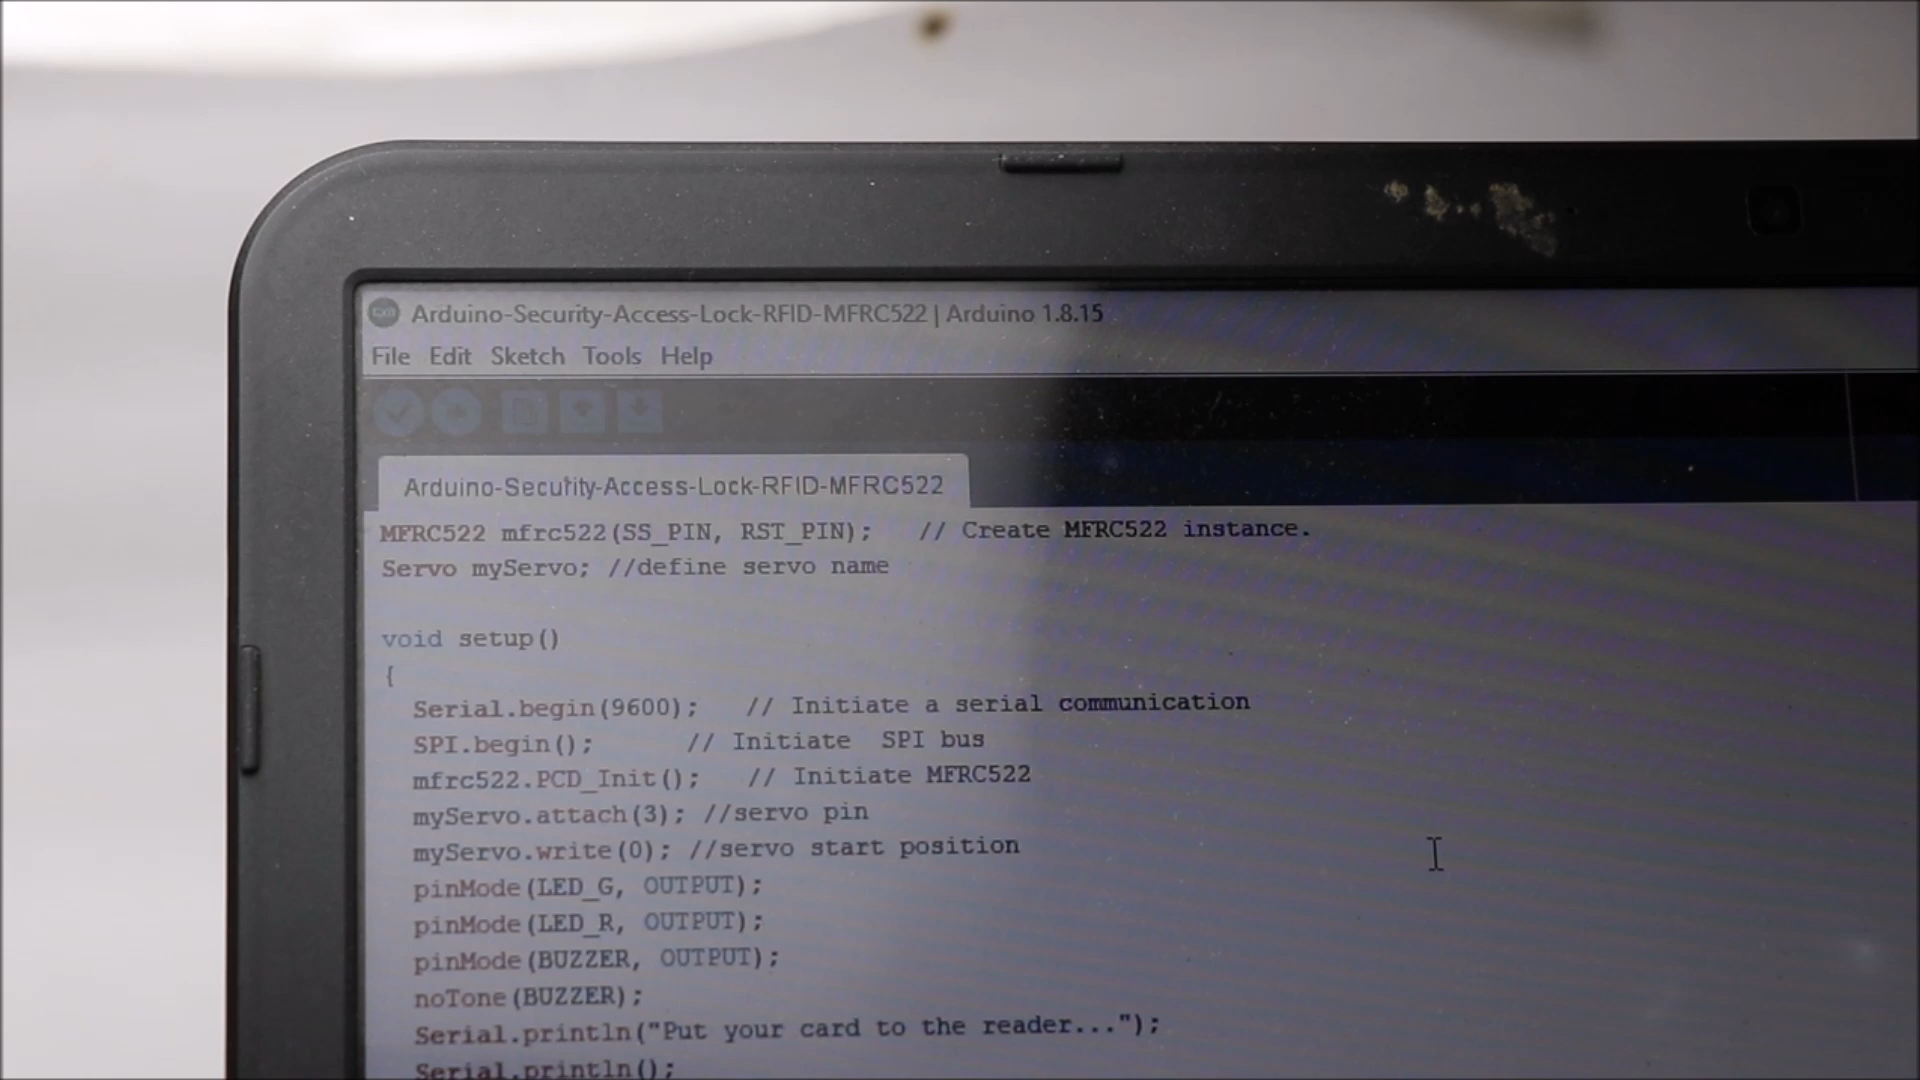 Arduino-Security-Access-Lock-RFID-MFRC522 | Arduino 1.8.15
File Edit Sketch Tools Help
Arduino-Security-Access-Lock-RFID-MFRC522
MFRC522 mfrc522(SS_PIN, RST_PIN);   // Create MFRC522 instance.
Servo myServo; //define servo name
void setup()
{
Serial.begin(9600);   // Initiate a serial communication
SPI.begin();      // Initiate  SPI bus
mfrc522.PCD_Init();   // Initiate MFRC522
myServo.attach(3); //servo pin
myServo.write(0); //servo start position
pinMode(LED_G, OUTPUT);
pinMode(LED_R, OUTPUT);
pinMode(BUZZER, OUTPUT);
noTone(BUZZER);
Serial.println("Put your card to the reader...");
Serial.println();